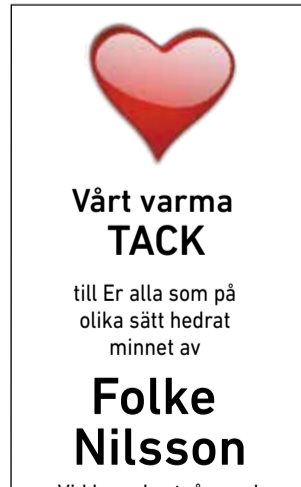 Vårt varma
TACK
till Er alla som på
olika sätt hedrat
minnet av
Folke
Nilsson